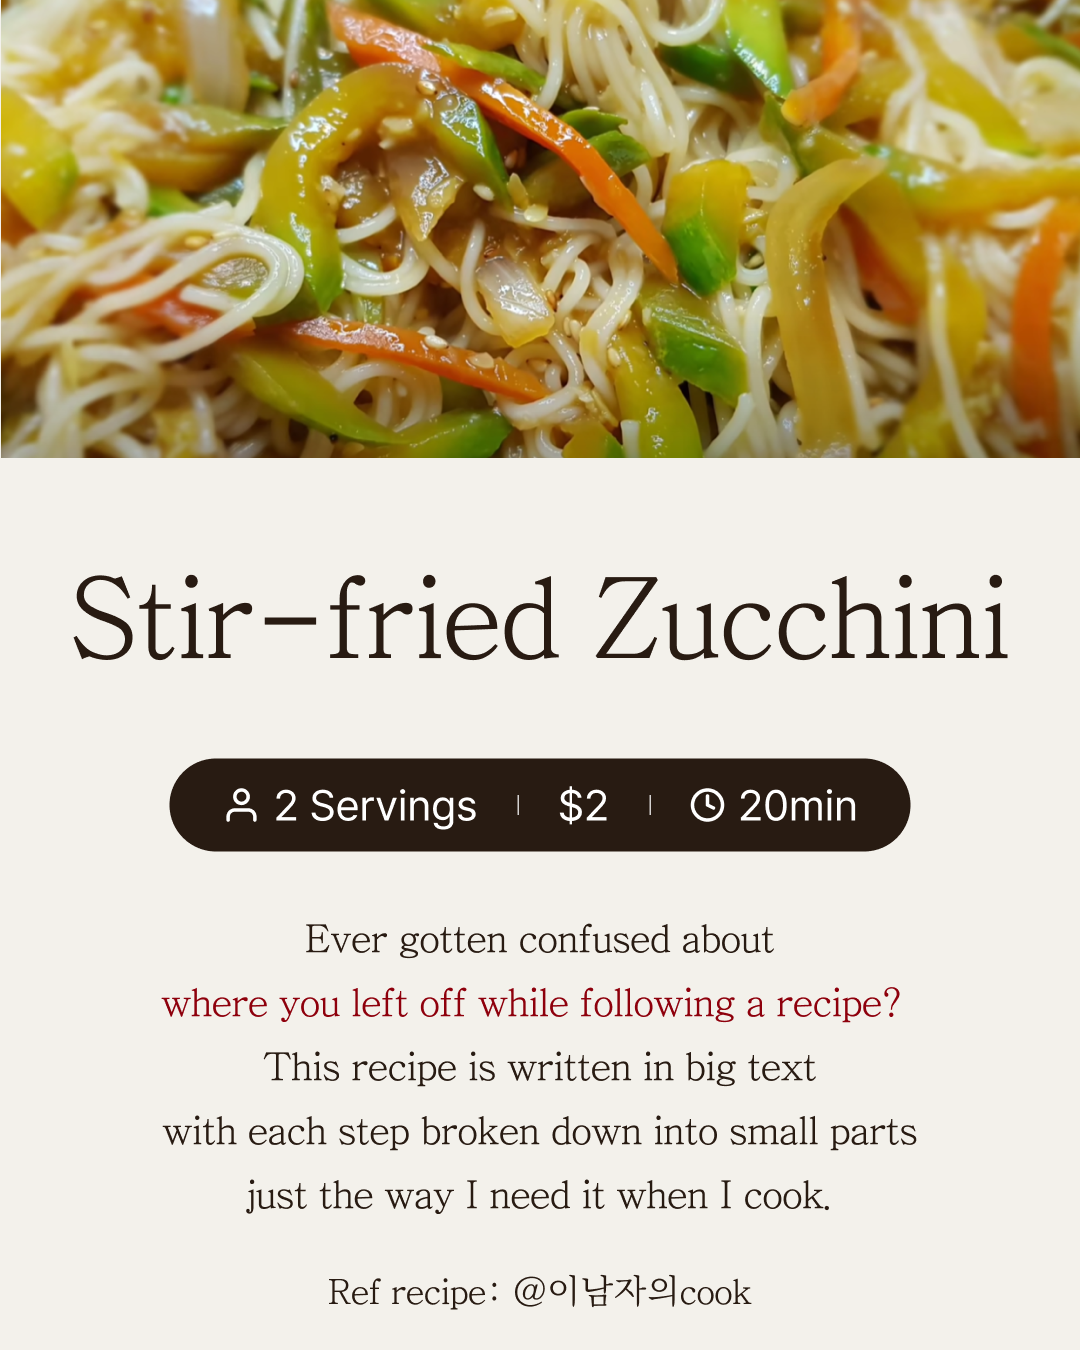 Stir-fried Zucchini
2 Servings | $2 | 20min
Ever gotten confused about
where you left off while following a recipe?
This recipe is written in big text
with each step broken down into small parts
just the way I need it when I cook.
Ref recipe: @이남자의cook